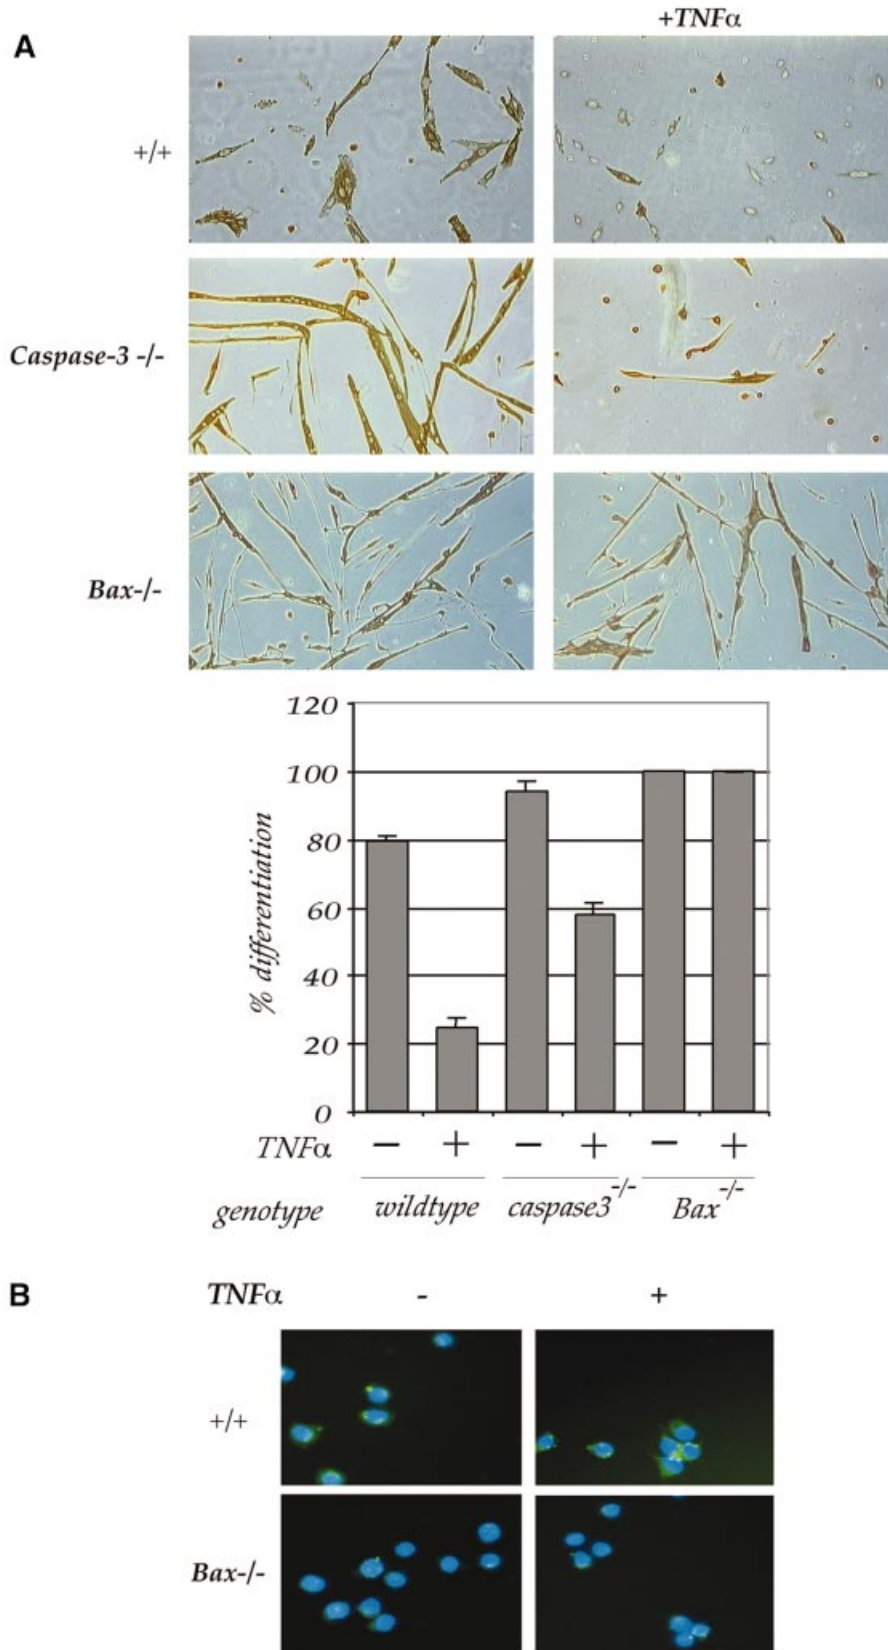 +TNFα
A
+/+
Caspase-3 -/-
Bax-/-
120
100
80
60
40
20
0
% differentiation
TNFα − + − + − +
genotype wildtype caspase3-/- Bax-/-
B
TNFα - +
+/+
Bax-/-